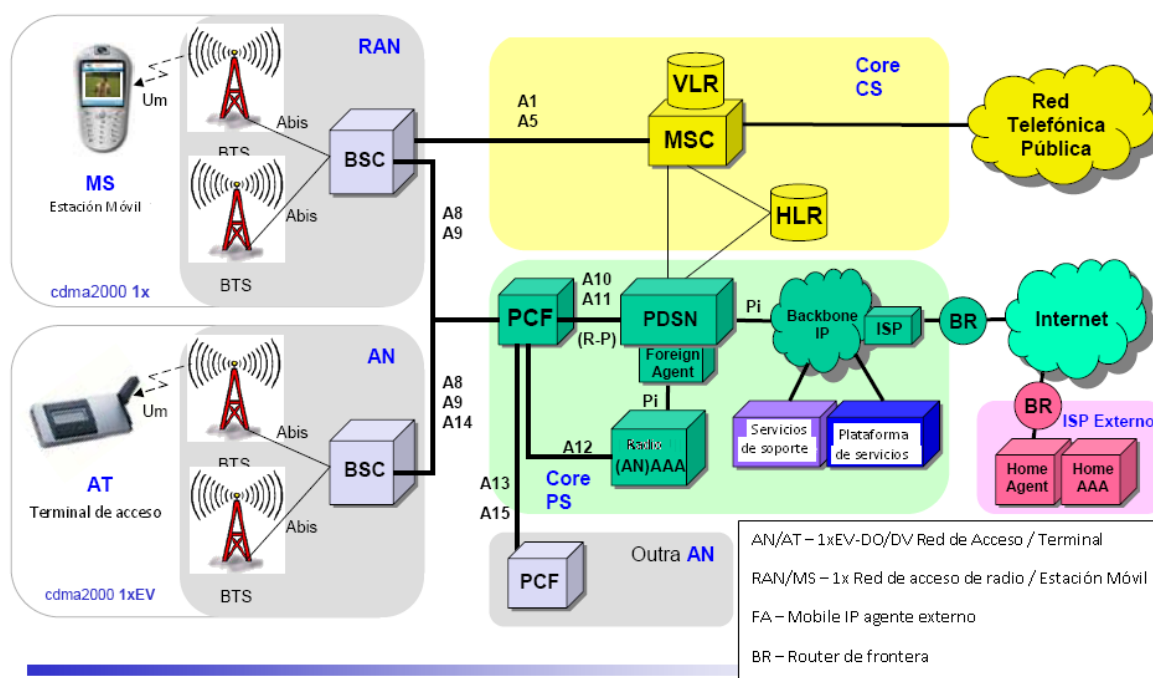 RAN
Um
Abis
BTS
BSC
Abis
BTS
MS
Estación Móvil
cdma2000 1x
A1
A5
VLR
MSC
HLR
Core
CS
Red
Telefónica
Pública
A8
A9
AN
Um
Abis
BTS
BSC
Abis
BTS
AT
Terminal de acceso
cdma2000 1xEV
A8
A9
A14
PCF
A10
A11
(R-P)
PDSN
Foreign
Agent
Pi
Pi
Backbone
IP
ISP
BR
Internet
A12
Radio
(AN)AAA
Servicios
de soporte
Plataforma
de servicios
Core
PS
BR
ISP Externo
Home
Agent
Home
AAA
A13
A15
Outra AN
PCF
AN/AT – 1xEV-DO/DV Red de Acceso / Terminal
RAN/MS – 1x Red de acceso de radio / Estación Móvil
FA – Mobile IP agente externo
BR – Router de frontera